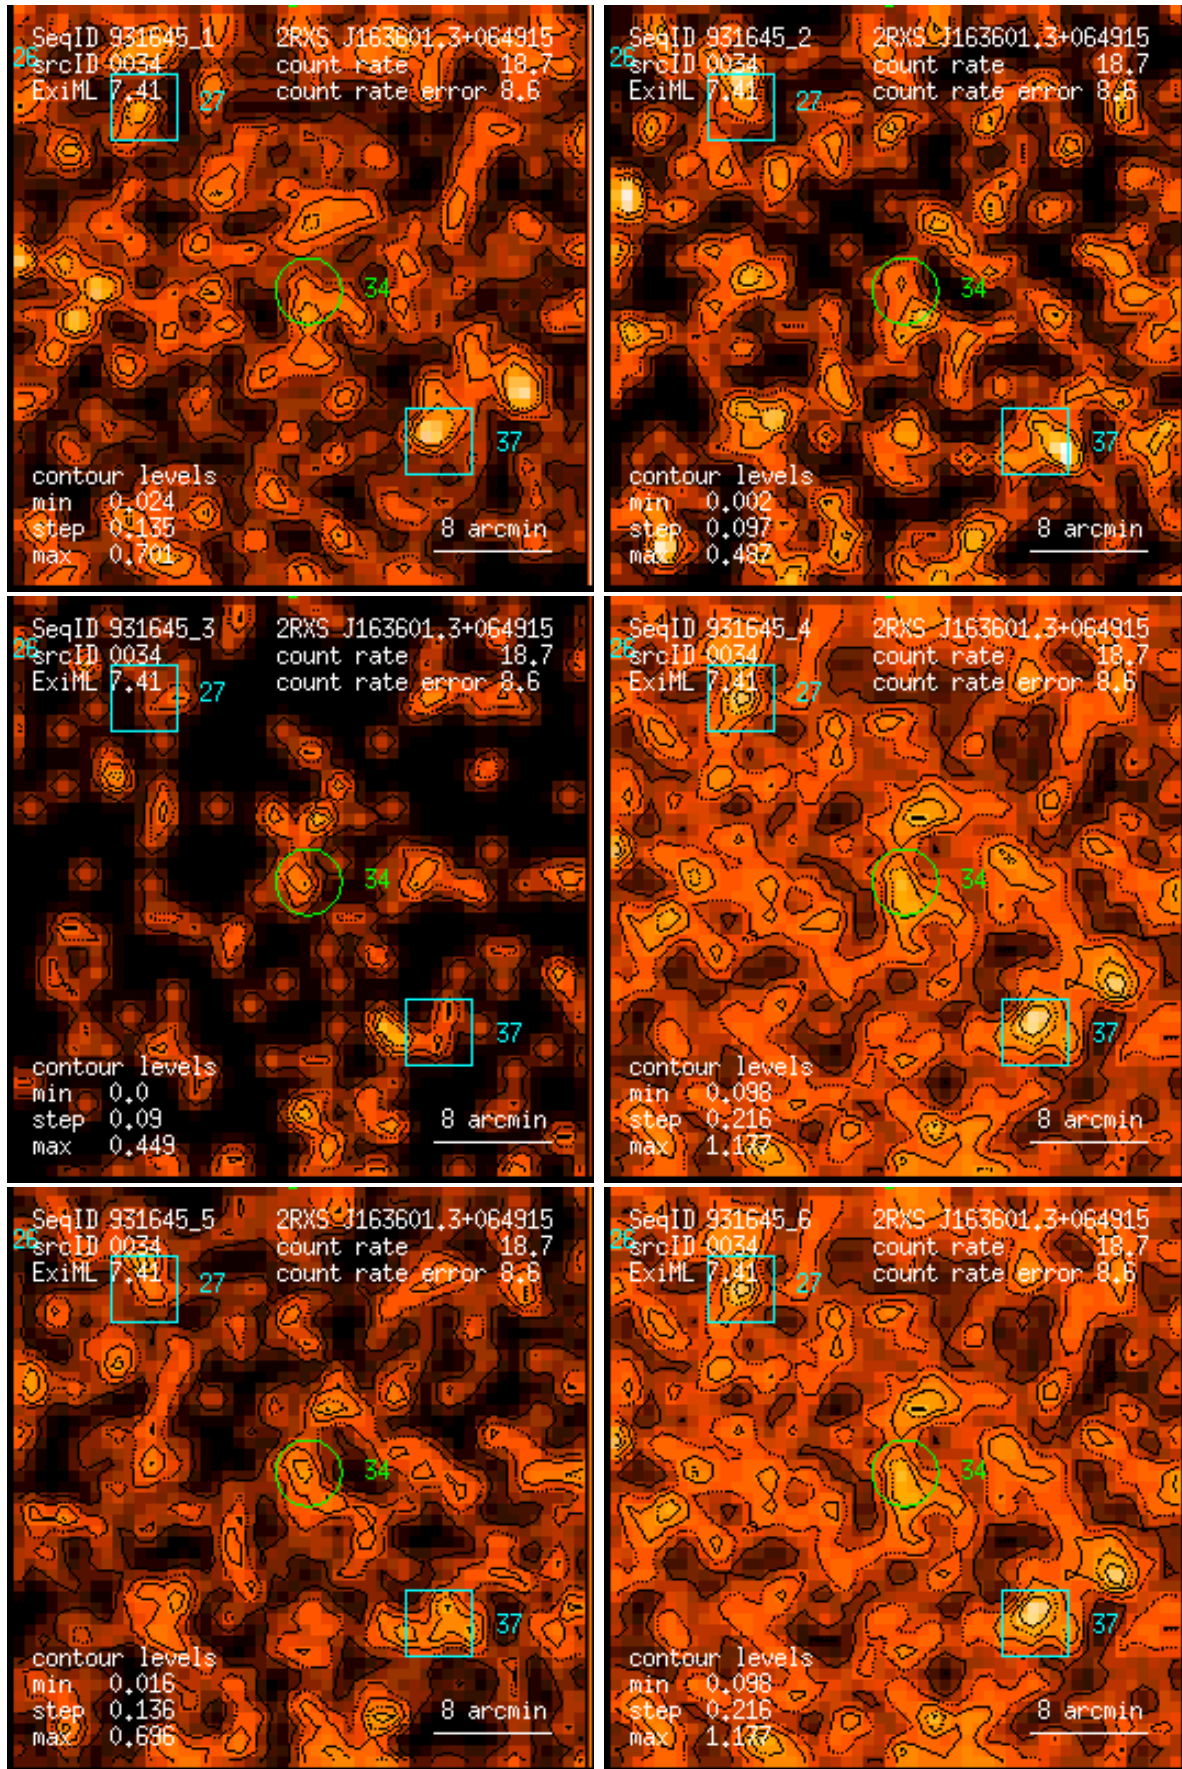 SeqID 931645_1 2RXS J163601.3+064915
26
srcID 0034 count rate 18.7
ExiML 7.41 27 count rate error 8.6
34
37
contour levels
min 0.024
step 0.135 8 arcmin
max 0.701
SeqID 931645_2 2RXS J163601.3+064915
26
srcID 0034 count rate 18.7
ExiML 7.41 27 count rate error 8.6
34
37
contour levels
min 0.002
step 0.097 8 arcmin
max 0.487
SeqID 931645_3 2RXS J163601.3+064915
26
srcID 0034 count rate 18.7
ExiML 7.41 27 count rate error 8.6
34
37
contour levels
min 0.0
step 0.09 8 arcmin
max 0.449
SeqID 931645_4 2RXS J163601.3+064915
26
srcID 0034 count rate 18.7
ExiML 7.41 27 count rate error 8.6
34
37
contour levels
min 0.098
step 0.216 8 arcmin
max 1.177
SeqID 931645_5 2RXS J163601.3+064915
26
srcID 0034 count rate 18.7
ExiML 7.41 27 count rate error 8.6
34
37
contour levels
min 0.016
step 0.136 8 arcmin
max 0.696
SeqID 931645_6 2RXS J163601.3+064915
26
srcID 0034 count rate 18.7
ExiML 7.41 27 count rate error 8.6
34
37
contour levels
min 0.098
step 0.216 8 arcmin
max 1.177